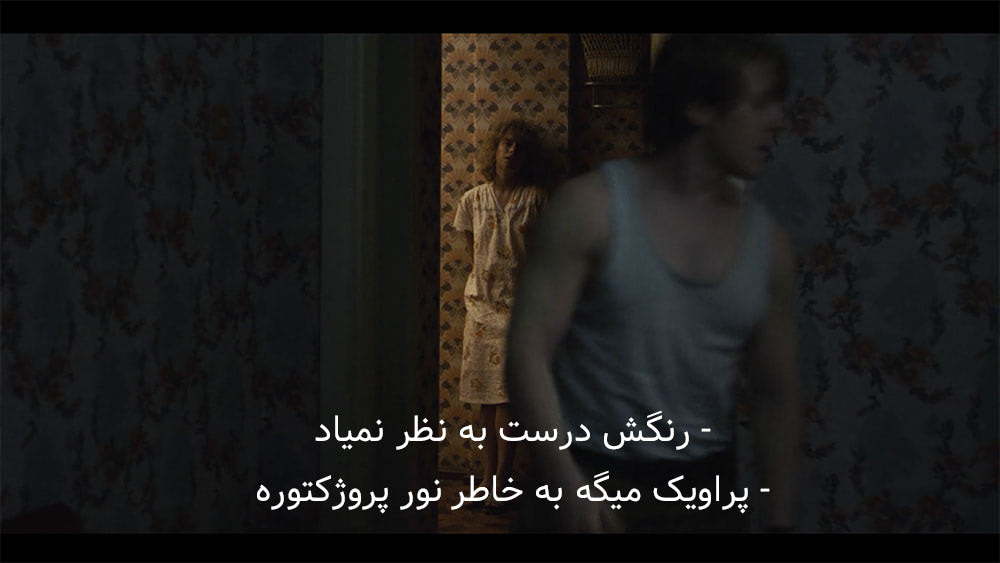 - رنگش درست به نظر نمیاد
- پراویک میگه به خاطر نور پروژکتوره